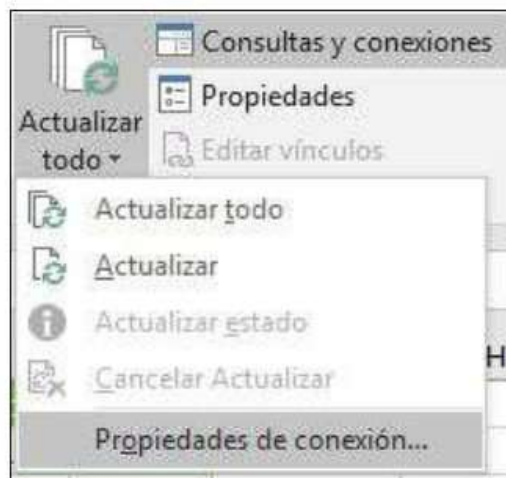 Consultas y conexiones
Propiedades
Actualizar
todo
Editar vínculos
Actualizar todo
Actualizar
Actualizar estado
H
Cancelar Actualizar
Propiedades de conexión...